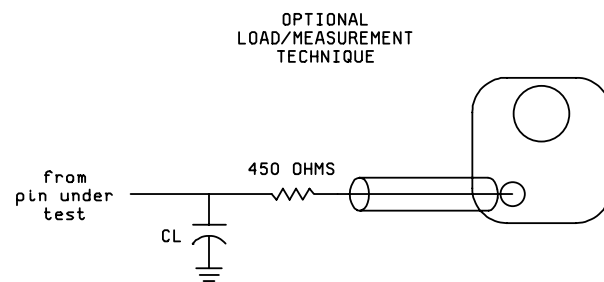 OPTIONAL
LOAD/MEASUREMENT
TECHNIQUE
450 OHMS
from
pin under
test
CL